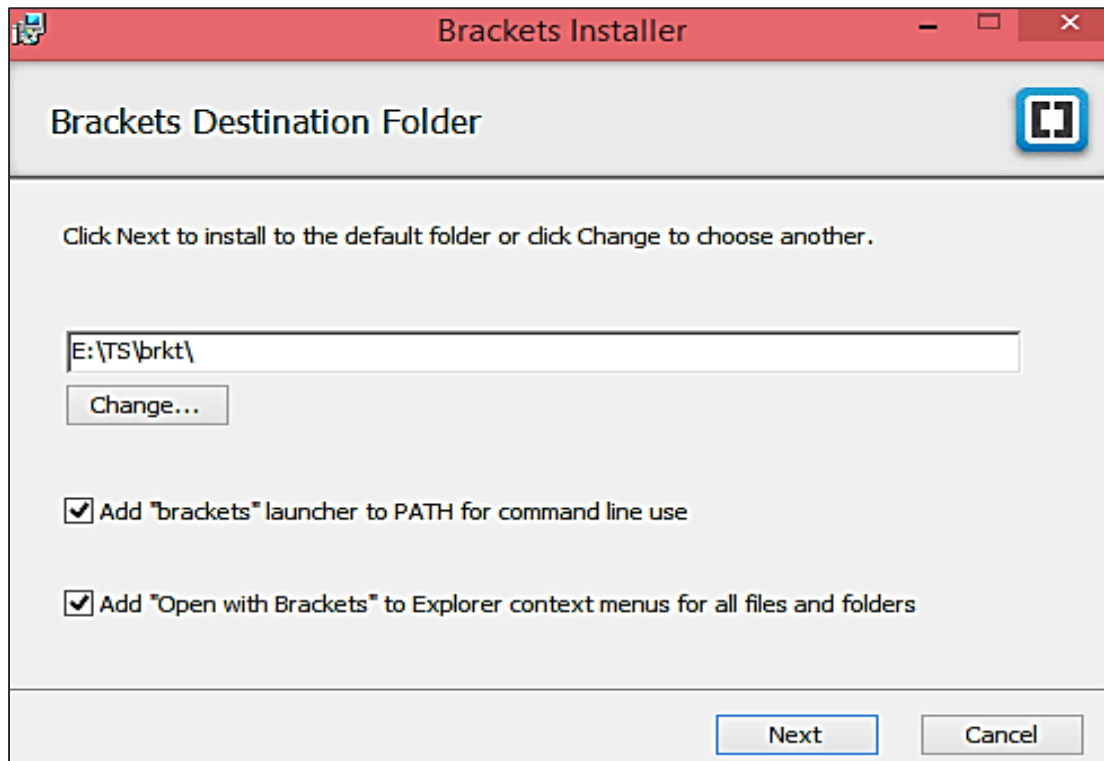 Brackets Installer
Brackets Destination Folder
Click Next to install to the default folder or click Change to choose another.
E:\TS\brkt\
Change...
Add "brackets" launcher to PATH for command line use
Add "Open with Brackets" to Explorer context menus for all files and folders
Next Cancel